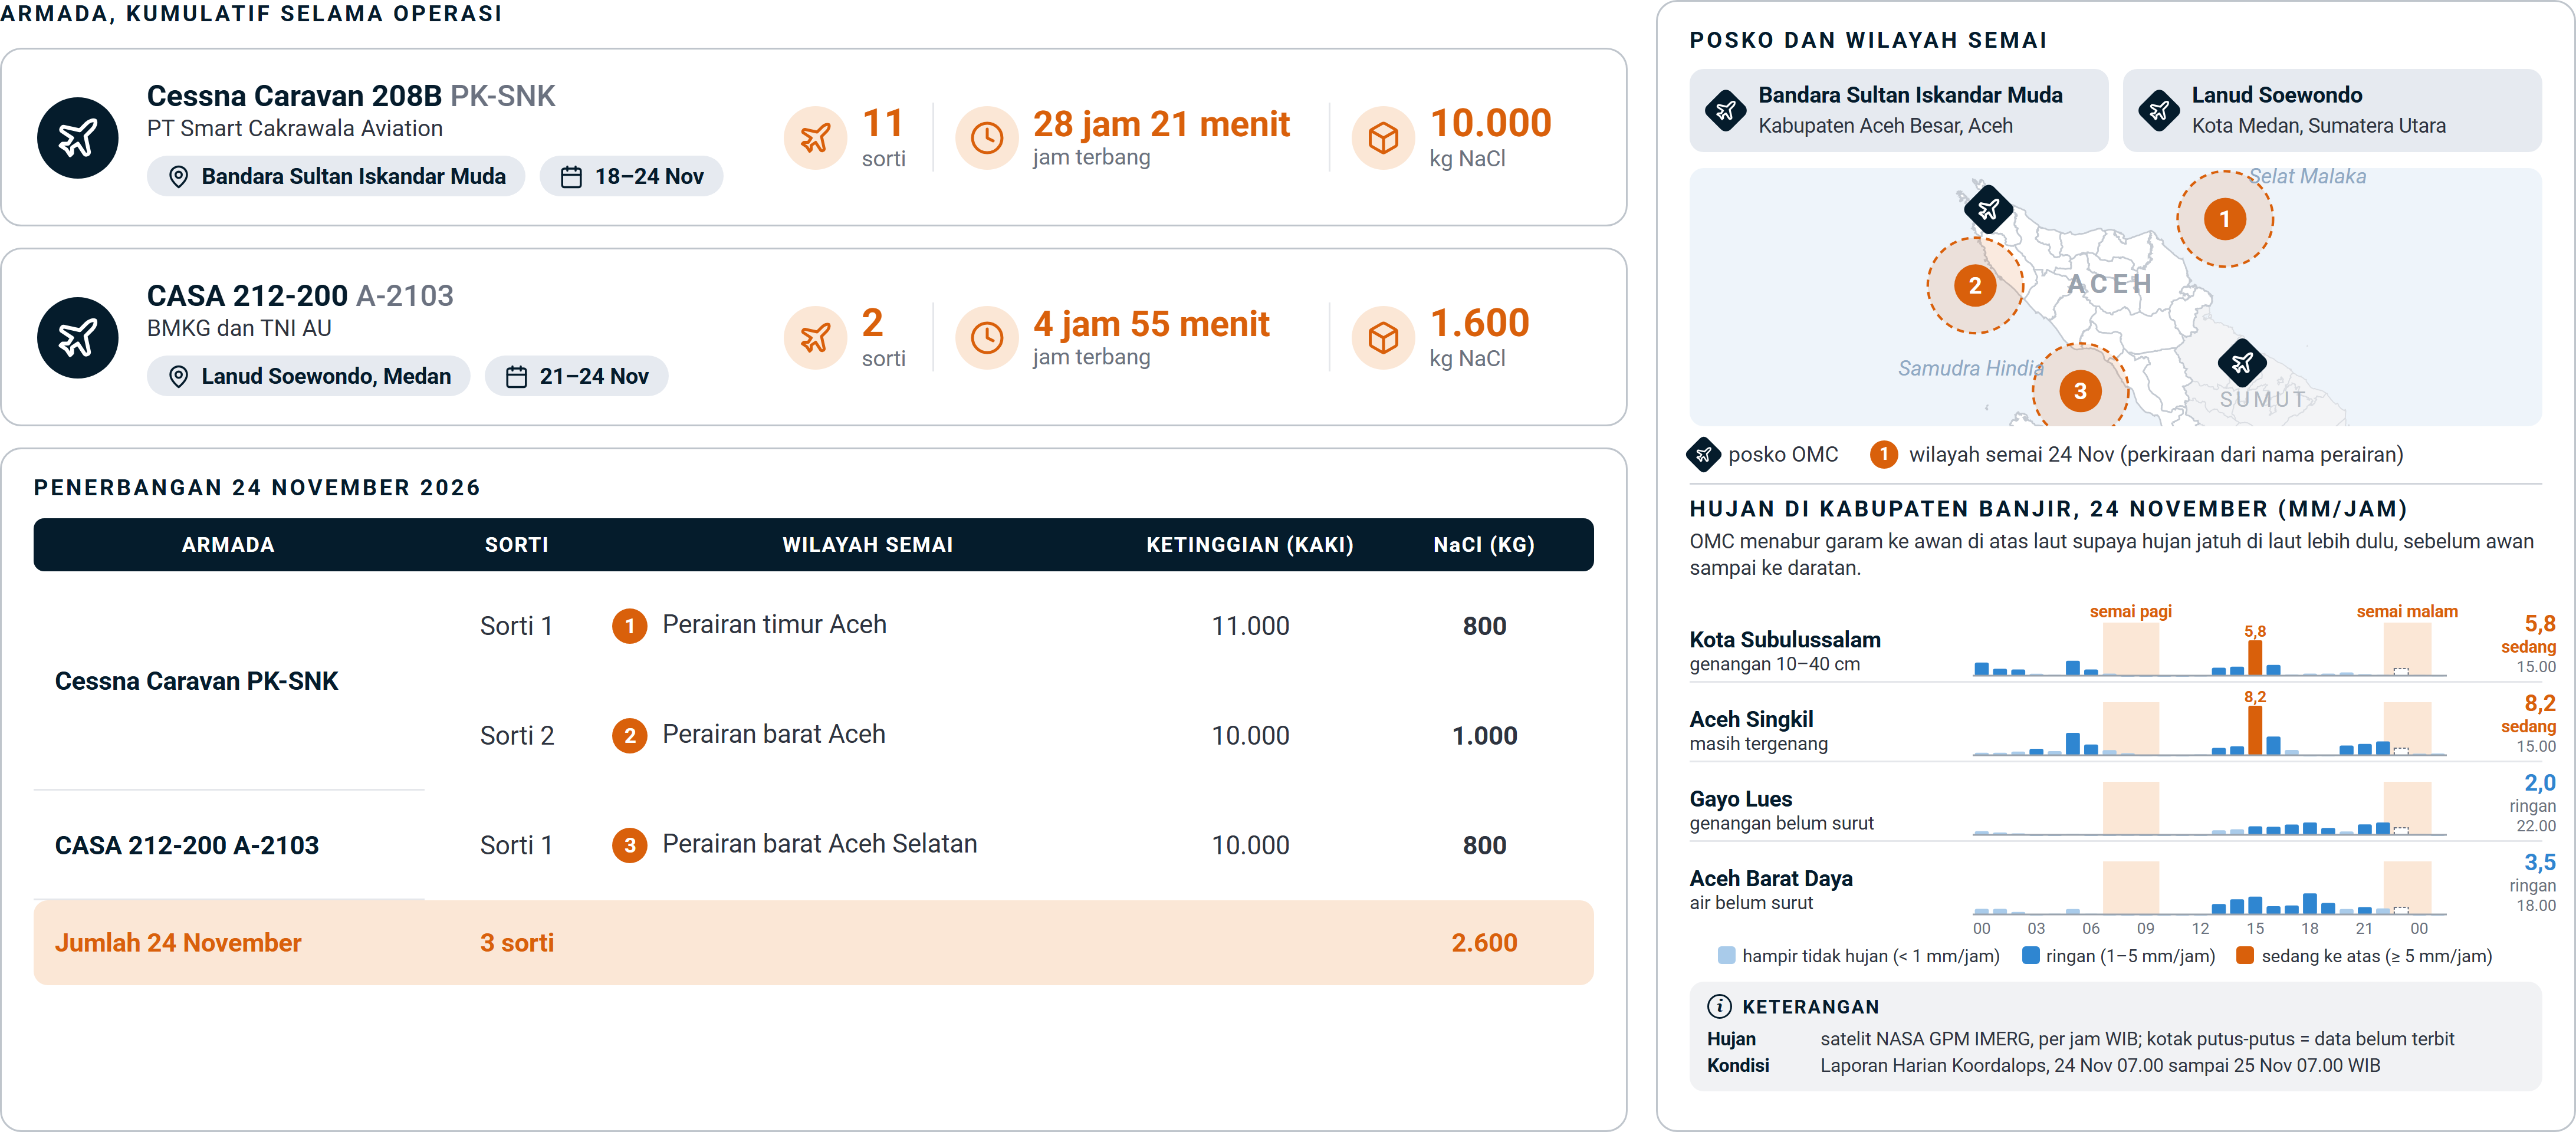 ARMADA, KUMULATIF SELAMA OPERASI
Cessna Caravan 208B PK-SNK
PT Smart Cakrawala Aviation
Bandara Sultan Iskandar Muda
18–24 Nov
11
sorti
28 jam 21 menit
jam terbang
10.000
kg NaCl
CASA 212-200 A-2103
BMKG dan TNI AU
Lanud Soewondo, Medan
21–24 Nov
2
sorti
4 jam 55 menit
jam terbang
1.600
kg NaCl
PENERBANGAN 24 NOVEMBER 2026
ARMADA SORTI WILAYAH SEMAI KETINGGIAN (KAKI) NaCl (KG)
Cessna Caravan PK-SNK
Sorti 1 1 Perairan timur Aceh 11.000 800
Sorti 2 2 Perairan barat Aceh 10.000 1.000
CASA 212-200 A-2103 Sorti 1 3 Perairan barat Aceh Selatan 10.000 800
Jumlah 24 November 3 sorti 2.600
POSKO DAN WILAYAH SEMAI
Bandara Sultan Iskandar Muda
Kabupaten Aceh Besar, Aceh
Lanud Soewondo
Kota Medan, Sumatera Utara
Selat Malaka
1
2
ACEH
Samudra Hindia
3
SUMUT
posko OMC
1 wilayah semai 24 Nov (perkiraan dari nama perairan)
HUJAN DI KABUPATEN BANJIR, 24 NOVEMBER (MM/JAM)
OMC menabur garam ke awan di atas laut supaya hujan jatuh di laut lebih dulu, sebelum awan
sampai ke daratan.
semai pagi semai malam
Kota Subulussalam
genangan 10–40 cm
5,8
5,8
sedang
15.00
Aceh Singkil
masih tergenang
8,2
8,2
sedang
15.00
Gayo Lues
genangan belum surut
2,0
ringan
22.00
Aceh Barat Daya
air belum surut
3,5
ringan
18.00
00 03 06 09 12 15 18 21 00
hampir tidak hujan (< 1 mm/jam) ringan (1–5 mm/jam) sedang ke atas (≥ 5 mm/jam)
i KETERANGAN
Hujan satelit NASA GPM IMERG, per jam WIB; kotak putus-putus = data belum terbit
Kondisi Laporan Harian Koordalops, 24 Nov 07.00 sampai 25 Nov 07.00 WIB